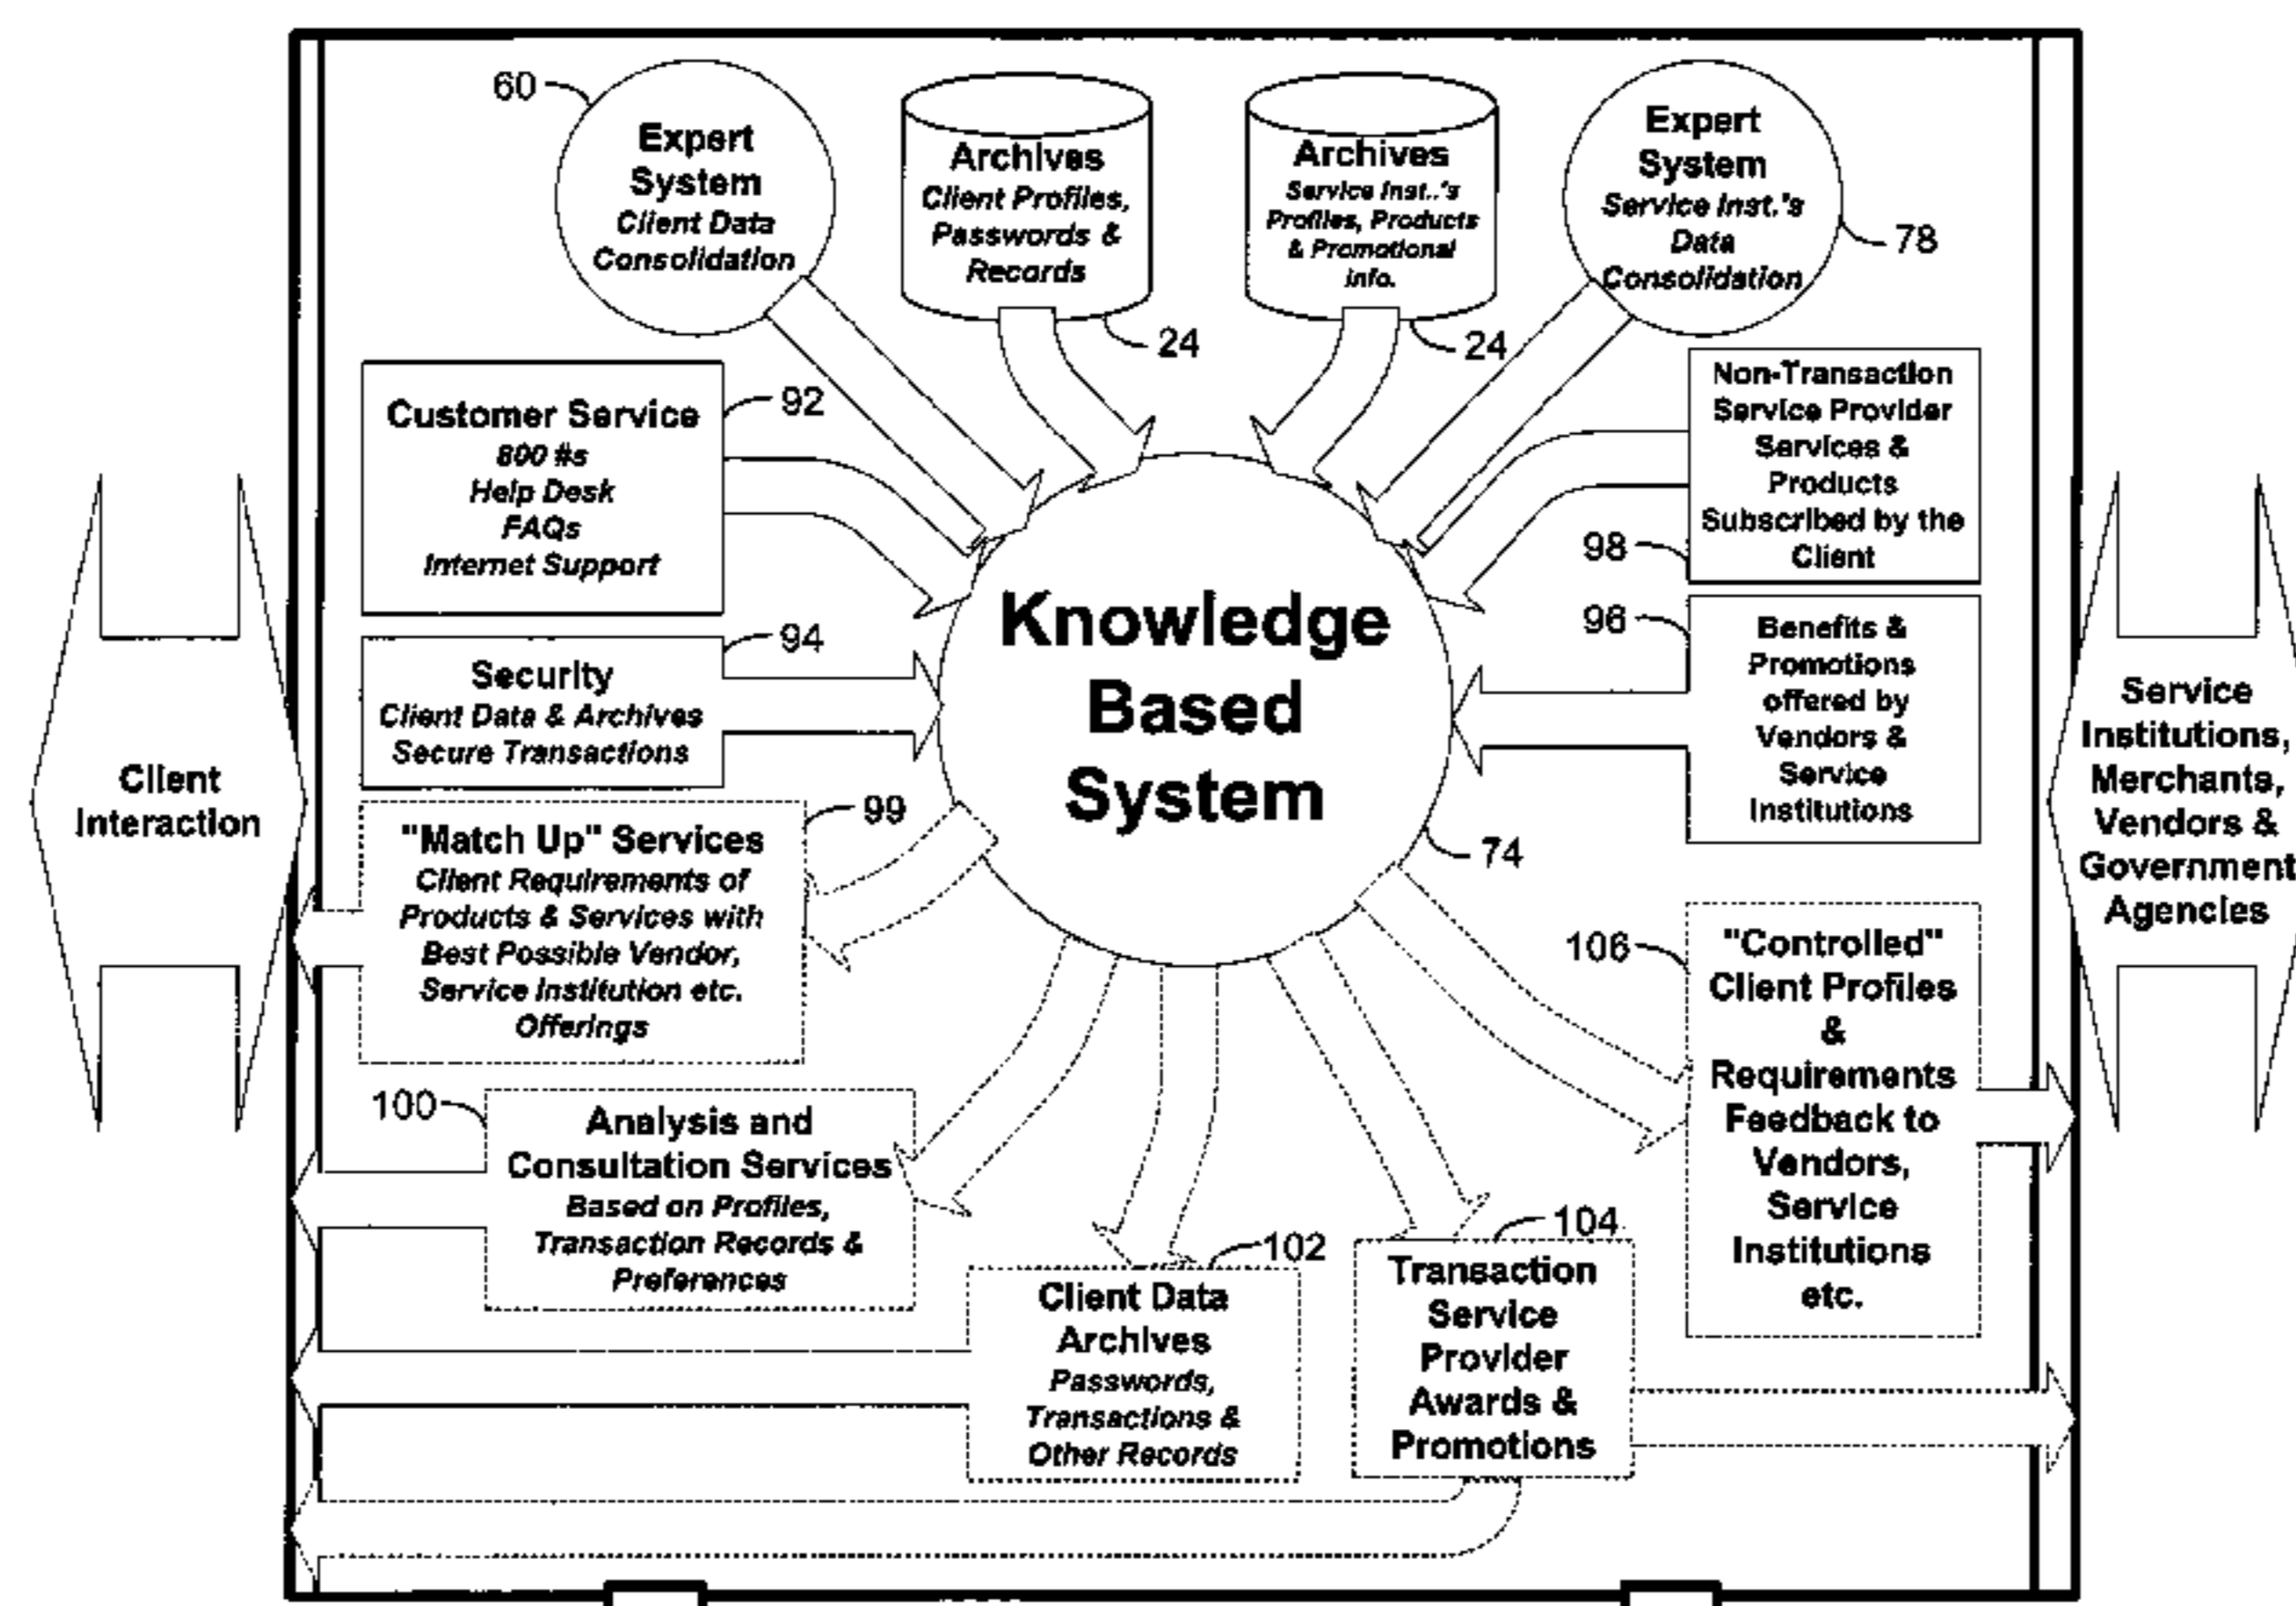 60
Expert
System
Client Data
Consolidation
Archives
Client Profiles,
Passwords &
Records
24
Archives
Service Inst..'s
Profiles, Products
& Promotional
Info.
24
Expert
System
Service Inst.'s
Data
Consolidation
78
Customer Service
800 #s
Help Desk
FAQs
Internet Support
92
Non-Transaction
Service Provider
Services &
Products
Subscribed by the
Client
98
Security
Client Data & Archives
Secure Transactions
94
Knowledge
Based
System
74
96
Benefits &
Promotions
offered by
Vendors &
Service
Institutions
Client
Interaction
Service
Institutions,
Merchants,
Vendors &
Government
Agencies
"Match Up" Services
Client Requirements of
Products & Services with
Best Possible Vendor,
Service Institution etc.
Offerings
99
106
"Controlled"
Client Profiles
&
Requirements
Feedback to
Vendors,
Service
Institutions
etc.
100
Analysis and
Consultation Services
Based on Profiles,
Transaction Records &
Preferences
102
Client Data
Archives
Passwords,
Transactions &
Other Records
104
Transaction
Service
Provider
Awards &
Promotions